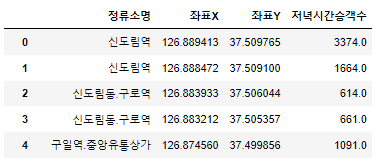 정류소명 좌표X 좌표Y 저녁시간승객수
0 신도림역 126.889413 37.509765 3374.0
1 신도림역 126.888472 37.509100 1664.0
2 신도림동.구로역 126.883933 37.506044 614.0
3 신도림동.구로역 126.883212 37.505357 661.0
4 구일역.중앙유통상가 126.874560 37.499856 1091.0